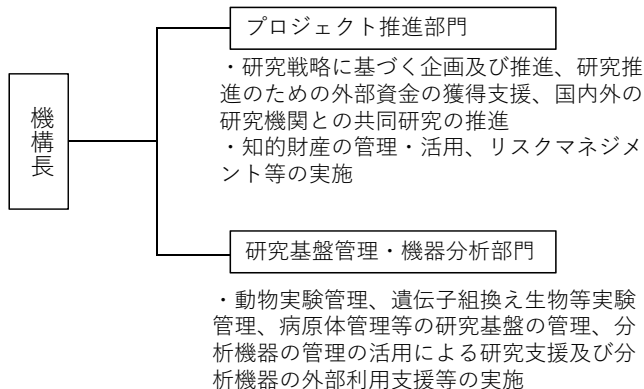 機構長
プロジェクト推進部門
・研究戦略に基づく企画及び推進、研究推
進のための外部資金の獲得支援、国内外の
研究機関との共同研究の推進
・知的財産の管理・活用、リスクマネジメ
ント等の実施
研究基盤管理・機器分析部門
・動物実験管理、遺伝子組換え生物等実験
管理、病原体管理等の研究基盤の管理、分
析機器の管理の活用による研究支援及び分
析機器の外部利用支援等の実施